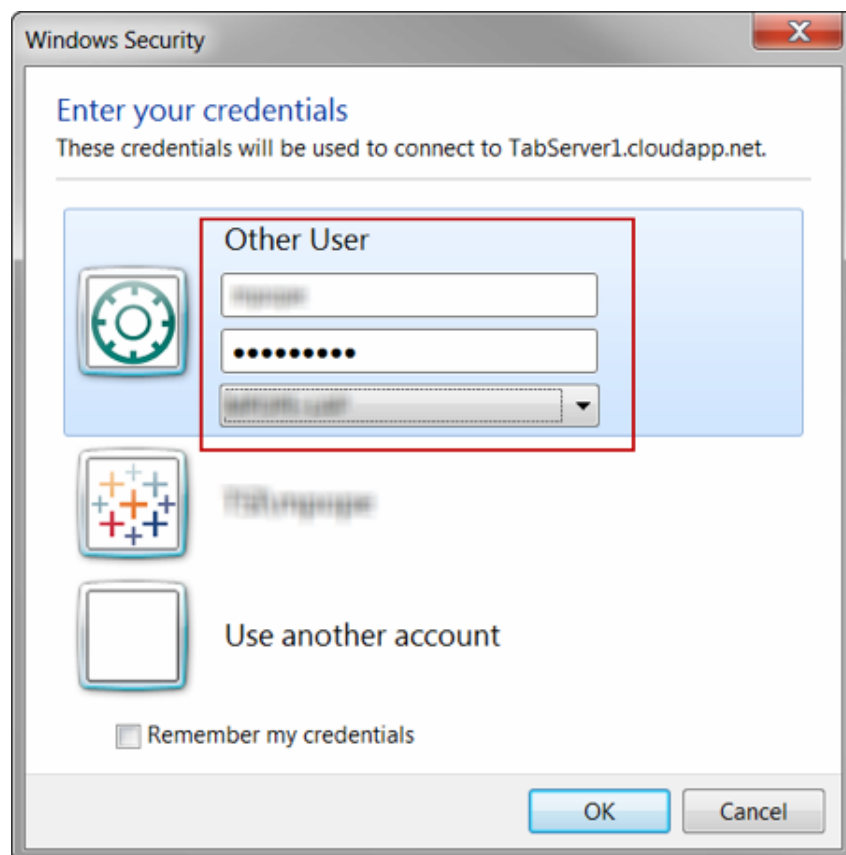 Windows Security
Enter your credentials
These credentials will be used to connect to TabServer1.cloudapp.net.
Other User
●●●●●●●●●
Use another account
Remember my credentials
OK
Cancel